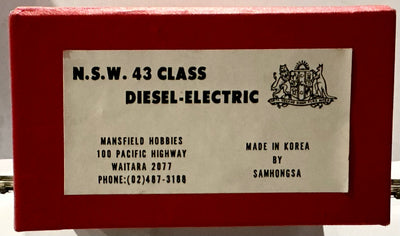 N.S.W. 43 CLASS
DIESEL-ELECTRIC
MANSFIELD HOBBIES
100 PACIFIC HIGHWAY
WAITARA 2077
PHONE:(02)487-3188
MADE IN KOREA
BY
SAMHONGSA